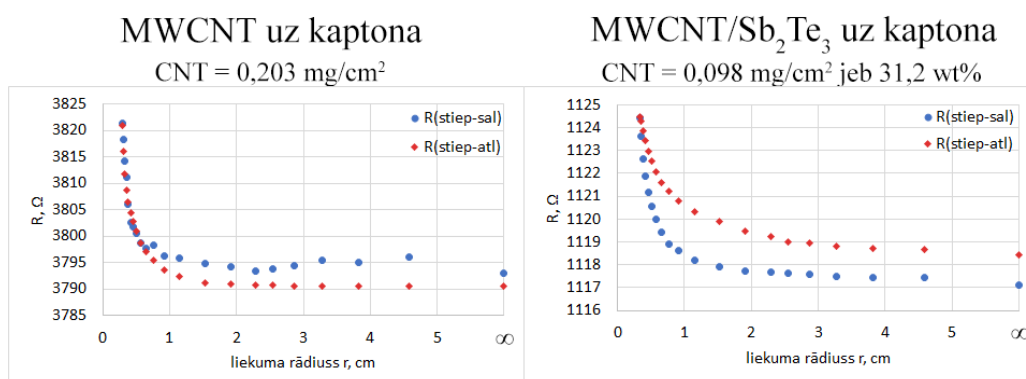 MWCNT uz kaptona
CNT = 0,203 mg/cm²
3825
3820
3815
3810
3805
3800
3795
3790
3785
R, Ω
R(stiep-sal)
R(stiep-atl)
0 1 2 3 4 5 ∞
liekuma rādiuss r, cm
MWCNT/Sb₂Te₃ uz kaptona
CNT = 0,098 mg/cm² jeb 31,2 wt%
1125
1124
1123
1122
1121
1120
1119
1118
1117
1116
R, Ω
R(stiep-sal)
R(stiep-atl)
0 1 2 3 4 5 ∞
liekuma rādiuss r, cm